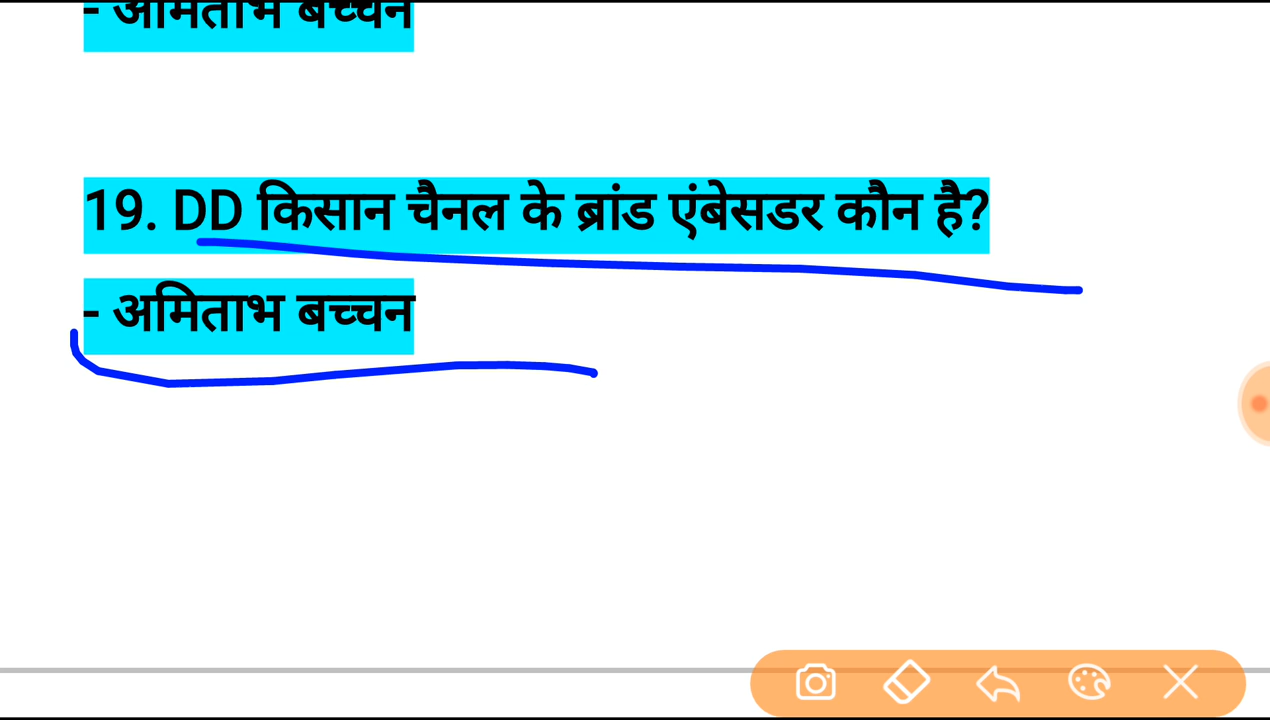 - अमिताभ बच्चन
19. DD किसान चैनल के ब्रांड एंबेसडर कौन है?
- अमिताभ बच्चन